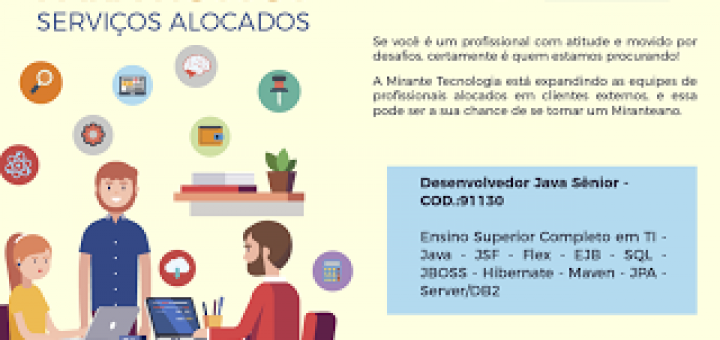 SERVIÇOS ALOCADOS
Se você é um profissional com atitude e movido por
desafios, certamente é quem estamos procurando!
A Mirante Tecnologia está expandindo as equipes de
profissionais alocados em clientes externos, e essa
pode ser a sua chance de se tornar um Miranteano.
Desenvolvedor Java Sênior -
COD.:91130
Ensino Superior Completo em TI -
Java - JSF - Flex - EJB - SQL -
JBOSS - Hibernate - Maven - JPA -
Server/DB2